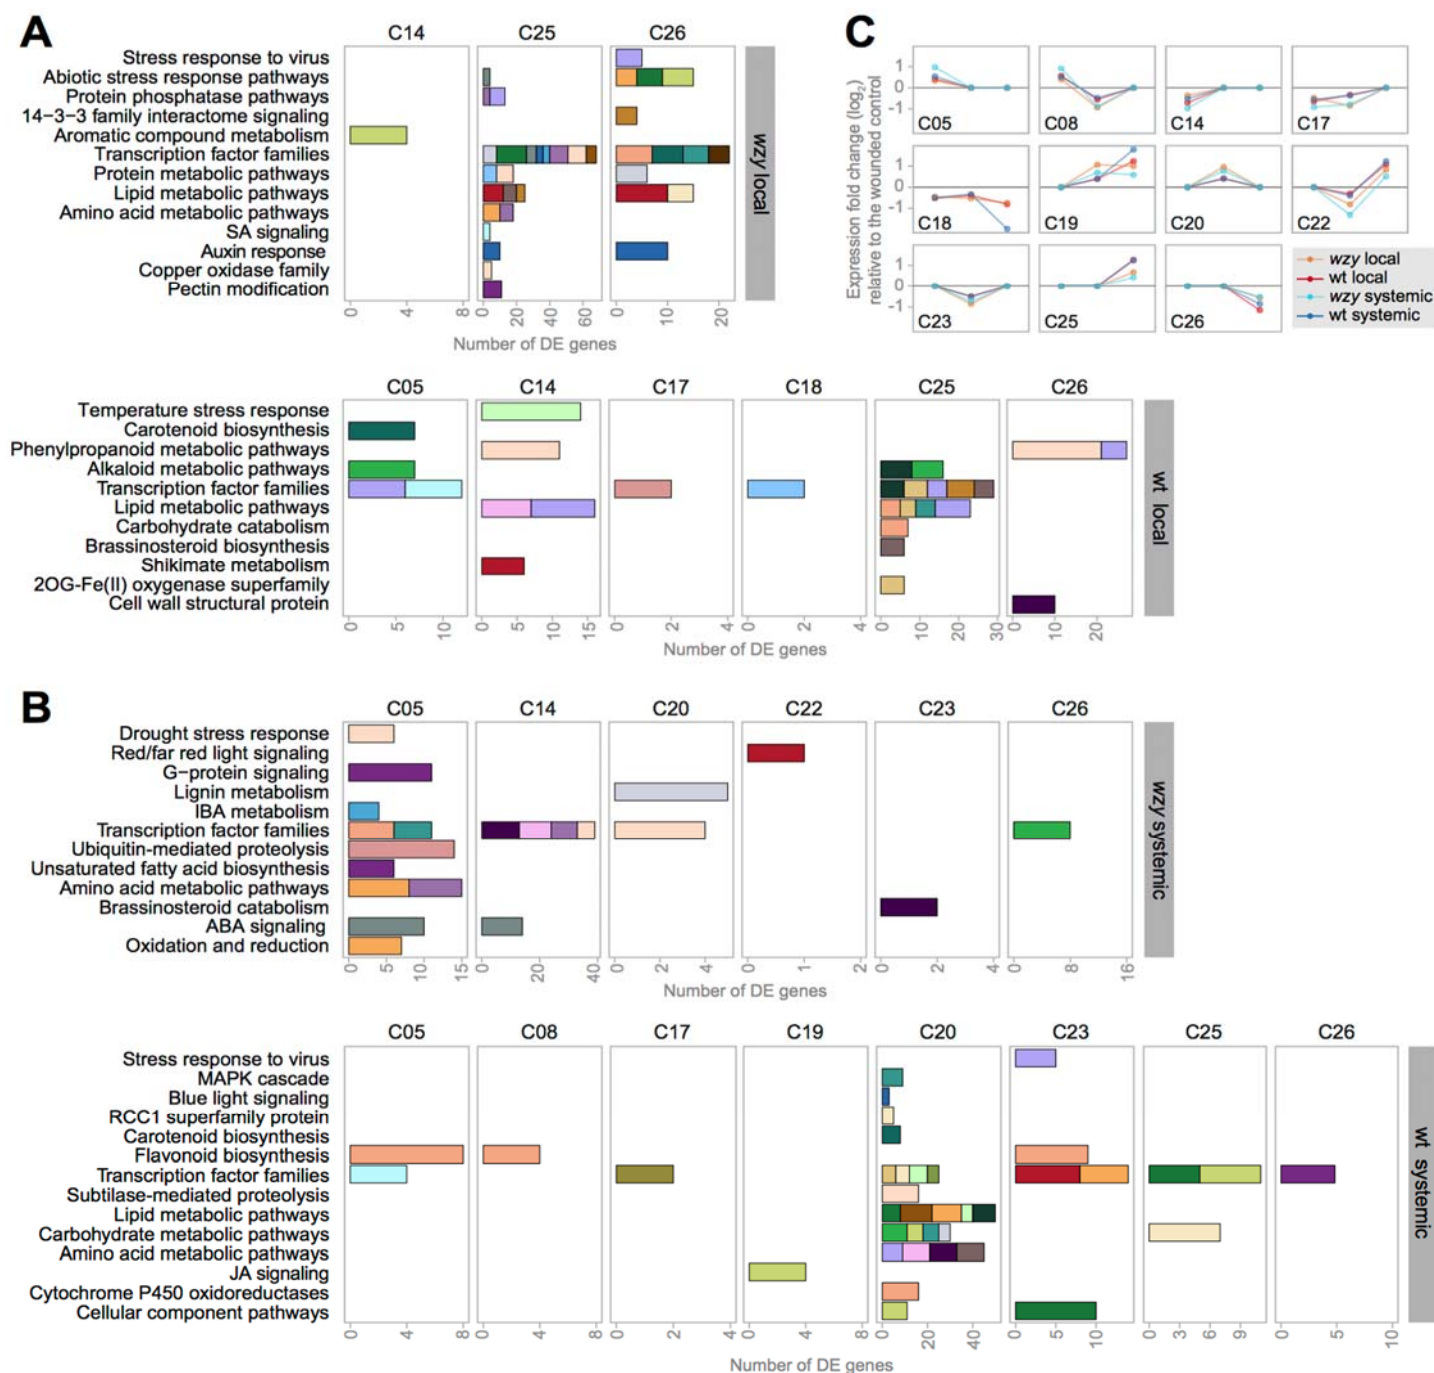 A
C14 C25 C26
Stress response to virus
Abiotic stress response pathways
Protein phosphatase pathways
14−3−3 family interactome signaling
Aromatic compound metabolism
Transcription factor families
Protein metabolic pathways
Lipid metabolic pathways
Amino acid metabolic pathways
SA signaling
Auxin response
Copper oxidase family
Pectin modification
wzy local
0 4 8 0 20 40 60 0 10 20
Number of DE genes
C05 C14 C17 C18 C25 C26
Temperature stress response
Carotenoid biosynthesis
Phenylpropanoid metabolic pathways
Alkaloid metabolic pathways
Transcription factor families
Lipid metabolic pathways
Carbohydrate catabolism
Brassinosteroid biosynthesis
Shikimate metabolism
2OG-Fe(II) oxygenase superfamily
Cell wall structural protein
wt local
0 5 10 0 5 10 15 0 2 4 0 2 4 0 10 20 30 0 10 20
Number of DE genes
B
C05 C14 C20 C22 C23 C26
Drought stress response
Red/far red light signaling
G−protein signaling
Lignin metabolism
IBA metabolism
Transcription factor families
Ubiquitin-mediated proteolysis
Unsaturated fatty acid biosynthesis
Amino acid metabolic pathways
Brassinosteroid catabolism
ABA signaling
Oxidation and reduction
wzy systemic
0 5 10 15 0 20 40 0 2 4 0 1 2 0 2 4 0 8 16
Number of DE genes
C05 C08 C17 C19 C20 C23 C25 C26
Stress response to virus
MAPK cascade
Blue light signaling
RCC1 superfamily protein
Carotenoid biosynthesis
Flavonoid biosynthesis
Transcription factor families
Subtilase-mediated proteolysis
Lipid metabolic pathways
Carbohydrate metabolic pathways
Amino acid metabolic pathways
JA signaling
Cytochrome P450 oxidoreductases
Cellular component pathways
wt systemic
0 4 8 0 4 8 0 2 4 0 4 8 0 20 40 0 10 0 3 6 9 0 5 10
Number of DE genes
C
Expression fold change (log2)
relative to the wounded control
1
0
-1
C05 C08 C14 C17
1
0
-1
C18 C19 C20 C22
1
0
-1
C23 C25 C26
wzy local
wt local
wzy systemic
wt systemic